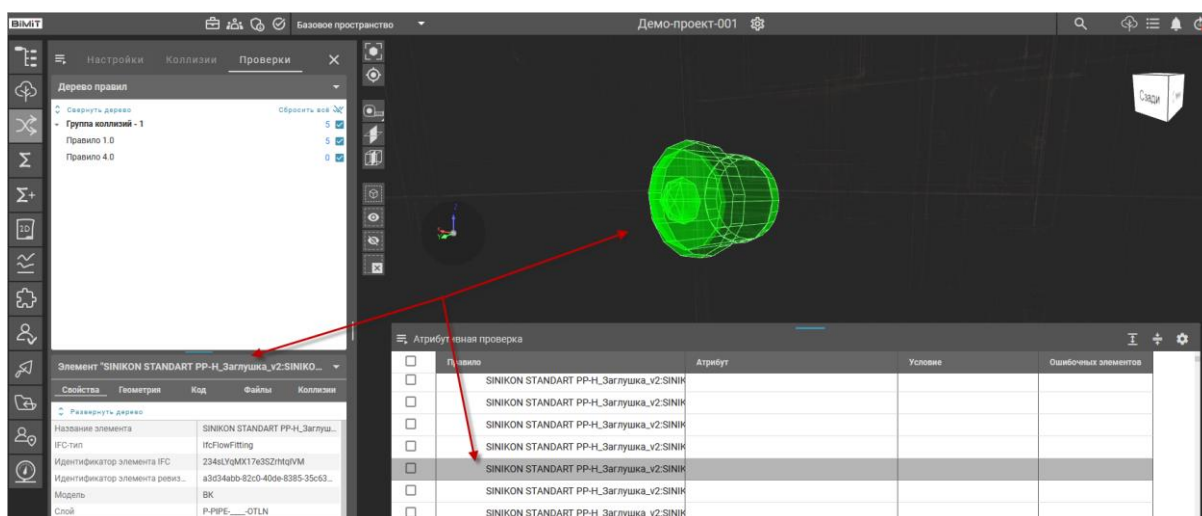 BIMIT
Базовое пространство
Демо-проект-001
Настройки Коллизии Проверки
Дерево правил
Свернуть дерево Сбросить всё
Группа коллизий - 1 5
Правило 1.0 5
Правило 4.0 0
Сзади
1D
Элемент "SINIKON STANDART PP-H_Заглушка_v2:SINIKO...
Свойства Геометрия Код Файлы Коллизии
Развернуть дерево
Название элемента SINIKON STANDART PP-H_Заглуш...
IFC-тип IfcFlowFitting
Идентификатор элемента IFC 234sLYqMX17e3SZrhtqIVM
Идентификатор элемента ревиз... a3d34abb-82c0-40de-8385-35c63...
Модель ВК
Слой P-PIPE-____-OTLN
Атрибутивная проверка
Правило Атрибут Условие Ошибочных элементов
SINIKON STANDART PP-H_Заглушка_v2:SINIK
SINIKON STANDART PP-H_Заглушка_v2:SINIK
SINIKON STANDART PP-H_Заглушка_v2:SINIK
SINIKON STANDART PP-H_Заглушка_v2:SINIK
SINIKON STANDART PP-H_Заглушка_v2:SINIK
SINIKON STANDART PP-H_Заглушка_v2:SINIK
SINIKON STANDART PP-H_Заглушка_v2:SINIK